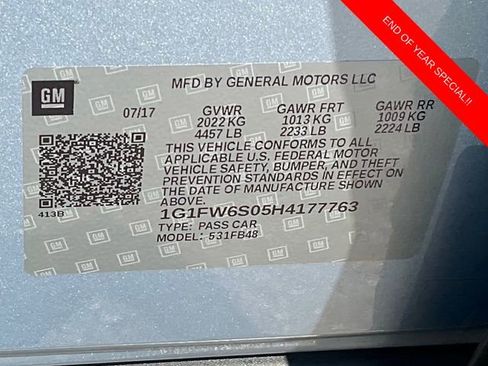 END OF YEAR SPECIAL!!
GM
MFD BY GENERAL MOTORS LLC
07/17 GVWR GAWR FRT GAWR RR
2022 KG 1013 KG 1009 KG
4457 LB 2233 LB 2224 LB
THIS VEHICLE CONFORMS TO ALL
APPLICABLE U.S. FEDERAL MOTOR
VEHICLE SAFETY, BUMPER, AND THEFT
PREVENTION STANDARDS IN EFFECT ON
THE DATE OF MANUFACTURE SHOWN
ABOVE.
413B
1G1FW6S05H4177763
TYPE: PASS CAR
MODEL: 531FB48